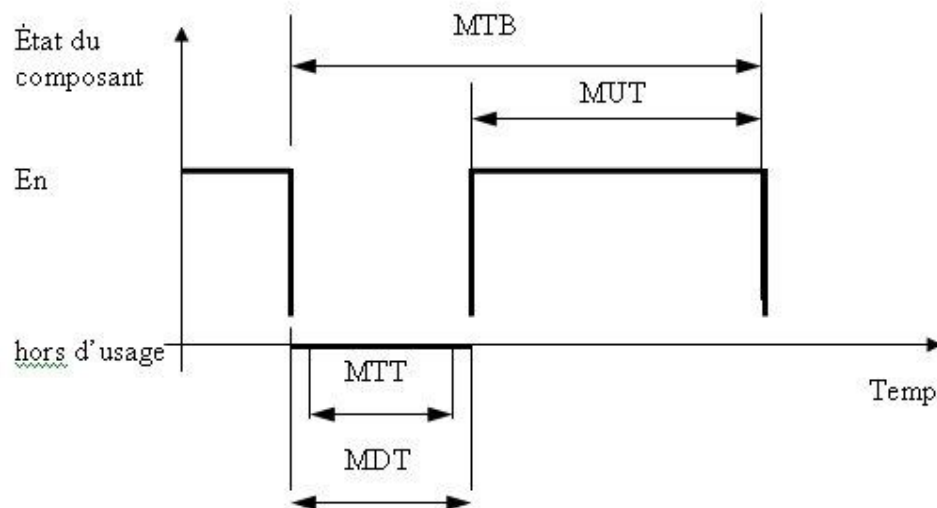 État du
composant
MTB
MUT
En
hors d'usage
MTT
Temp
MDT